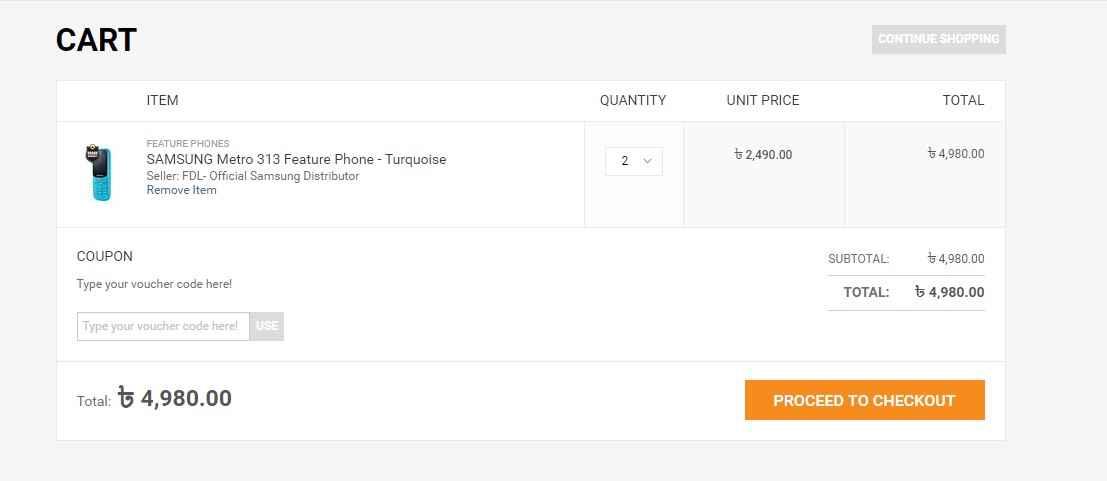 CART
CONTINUE SHOPPING
ITEM QUANTITY UNIT PRICE TOTAL
FEATURE PHONES
SAMSUNG Metro 313 Feature Phone - Turquoise
Seller: FDL- Official Samsung Distributor
Remove Item
2
৳ 2,490.00
৳ 4,980.00
COUPON
Type your voucher code here!
Type your voucher code here! USE
SUBTOTAL: ৳ 4,980.00
TOTAL: ৳ 4,980.00
Total: ৳ 4,980.00
PROCEED TO CHECKOUT